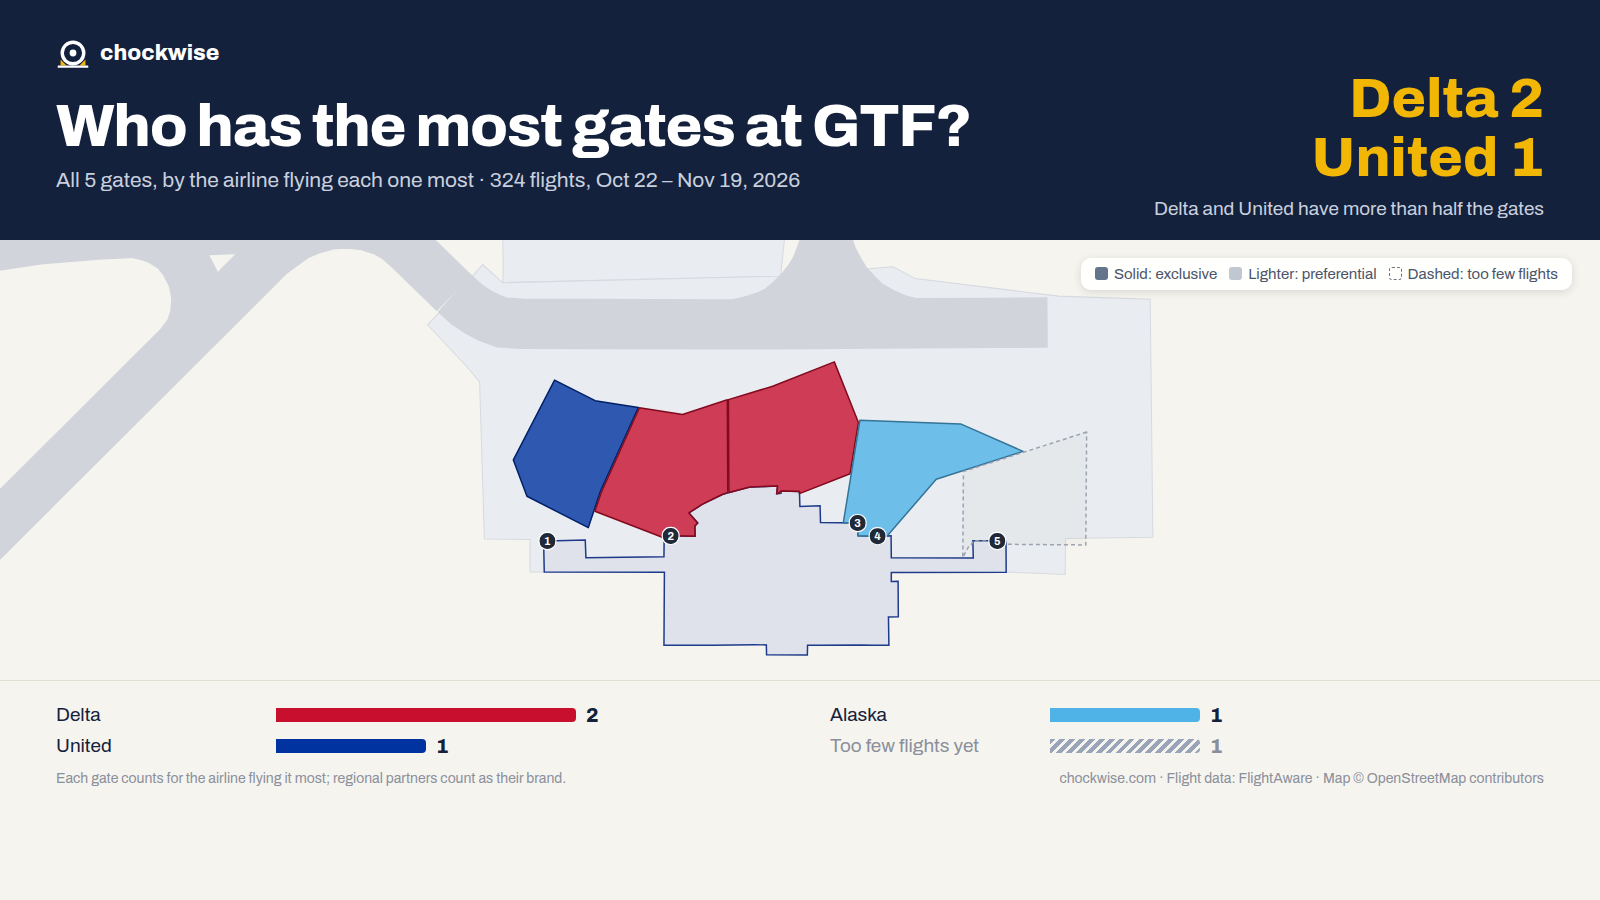 chockwise
Who has the most gates at GTF?
All 5 gates, by the airline flying each one most · 324 flights, Oct 22 – Nov 19, 2026
Delta 2
United 1
Delta and United have more than half the gates
Solid: exclusive Lighter: preferential Dashed: too few flights
1
2
3
4
5
Delta 2
United 1
Alaska 1
Too few flights yet 1
Each gate counts for the airline flying it most; regional partners count as their brand.
chockwise.com · Flight data: FlightAware · Map © OpenStreetMap contributors